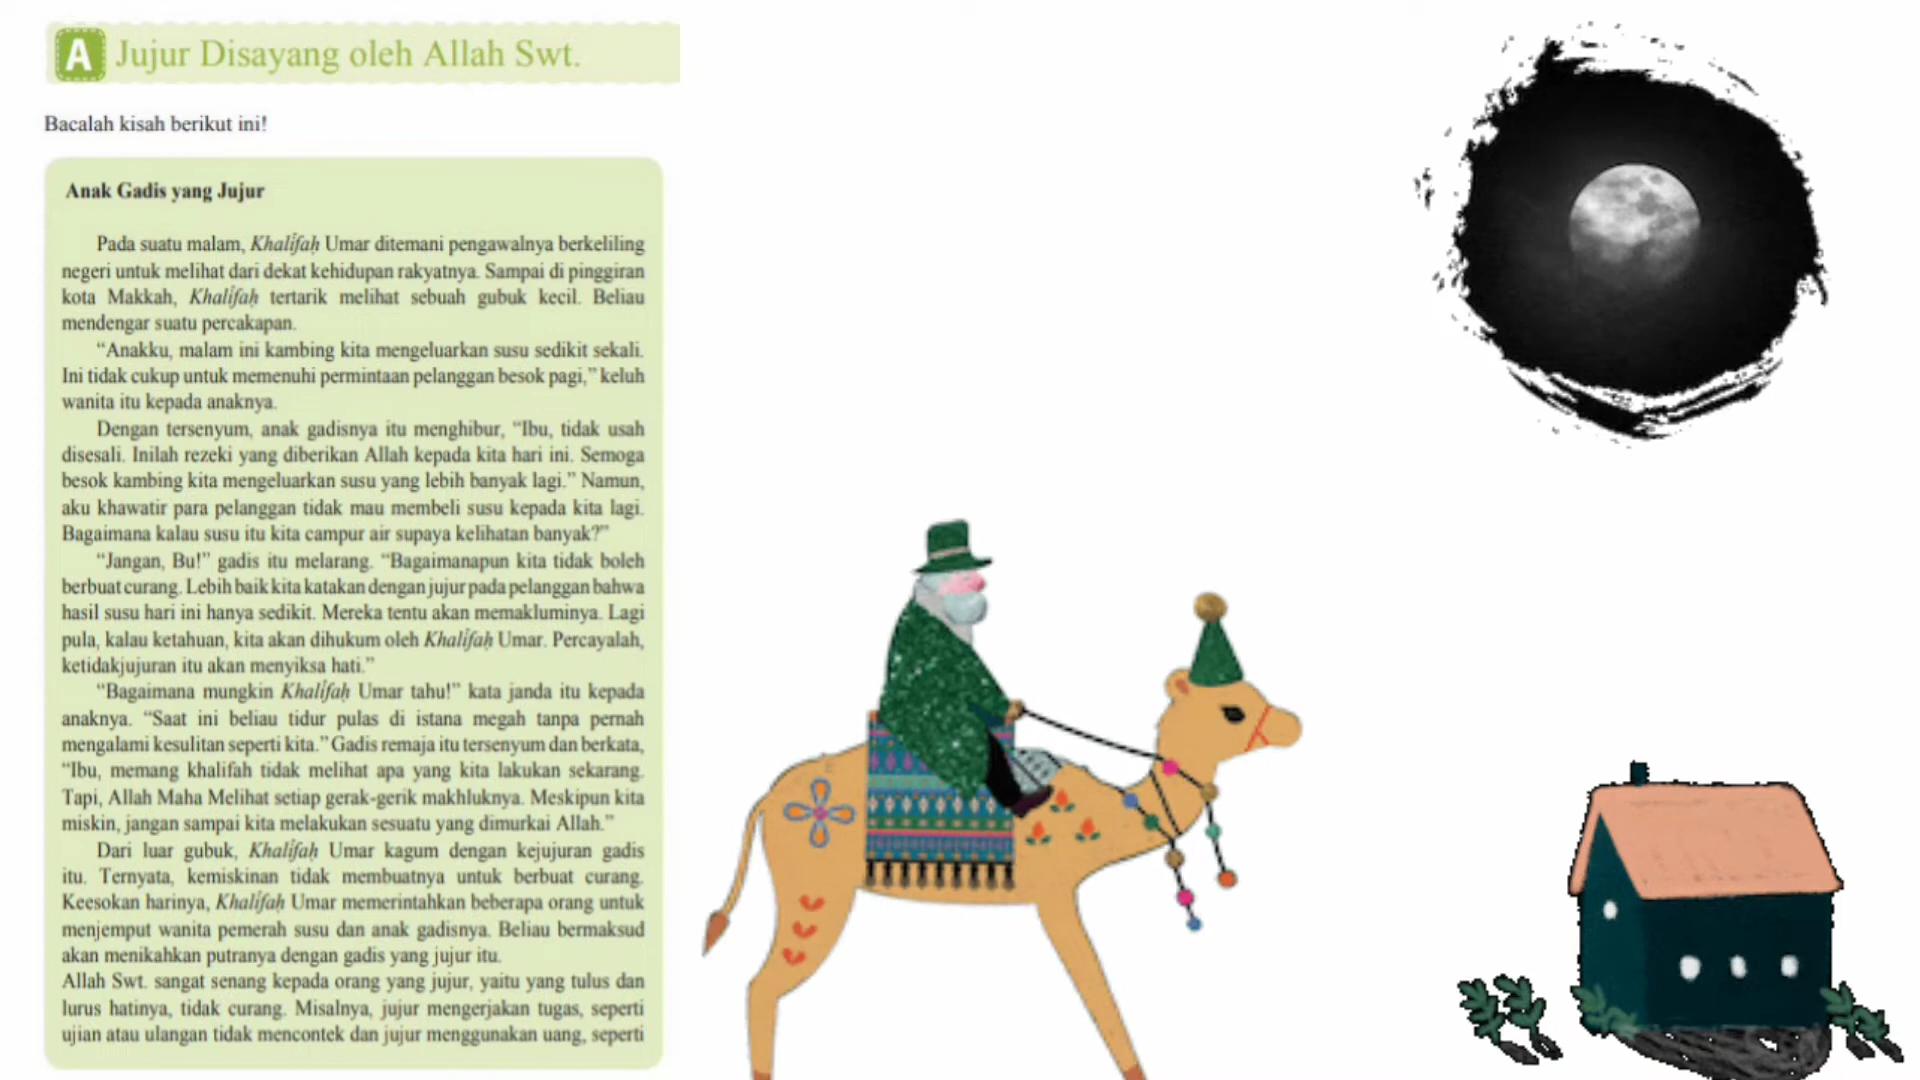 A Jujur Disayang oleh Allah Swt.
Bacalah kisah berikut ini!
Anak Gadis yang Jujur
Pada suatu malam, Khalīfaḥ Umar ditemani pengawalnya berkeliling
negeri untuk melihat dari dekat kehidupan rakyatnya. Sampai di pinggiran
kota Makkah, Khalīfaḥ tertarik melihat sebuah gubuk kecil. Beliau
mendengar suatu percakapan.
“Anakku, malam ini kambing kita mengeluarkan susu sedikit sekali.
Ini tidak cukup untuk memenuhi permintaan pelanggan besok pagi,” keluh
wanita itu kepada anaknya.
Dengan tersenyum, anak gadisnya itu menghibur, “Ibu, tidak usah
disesali. Inilah rezeki yang diberikan Allah kepada kita hari ini. Semoga
besok kambing kita mengeluarkan susu yang lebih banyak lagi.” Namun,
aku khawatir para pelanggan tidak mau membeli susu kepada kita lagi.
Bagaimana kalau susu itu kita campur air supaya kelihatan banyak?”
“Jangan, Bu!” gadis itu melarang. “Bagaimanapun kita tidak boleh
berbuat curang. Lebih baik kita katakan dengan jujur pada pelanggan bahwa
hasil susu hari ini hanya sedikit. Mereka tentu akan memakluminya. Lagi
pula, kalau ketahuan, kita akan dihukum oleh Khalīfaḥ Umar. Percayalah,
ketidakjujuran itu akan menyiksa hati.”
“Bagaimana mungkin Khalīfaḥ Umar tahu!” kata janda itu kepada
anaknya. “Saat ini beliau tidur pulas di istana megah tanpa pernah
mengalami kesulitan seperti kita.” Gadis remaja itu tersenyum dan berkata,
“Ibu, memang khalifah tidak melihat apa yang kita lakukan sekarang.
Tapi, Allah Maha Melihat setiap gerak-gerik makhluknya. Meskipun kita
miskin, jangan sampai kita melakukan sesuatu yang dimurkai Allah.”
Dari luar gubuk, Khalīfaḥ Umar kagum dengan kejujuran gadis
itu. Ternyata, kemiskinan tidak membuatnya untuk berbuat curang.
Keesokan harinya, Khalīfaḥ Umar memerintahkan beberapa orang untuk
menjemput wanita pemerah susu dan anak gadisnya. Beliau bermaksud
akan menikahkan putranya dengan gadis yang jujur itu.
Allah Swt. sangat senang kepada orang yang jujur, yaitu yang tulus dan
lurus hatinya, tidak curang. Misalnya, jujur mengerjakan tugas, seperti
ujian atau ulangan tidak mencontek dan jujur menggunakan uang, seperti